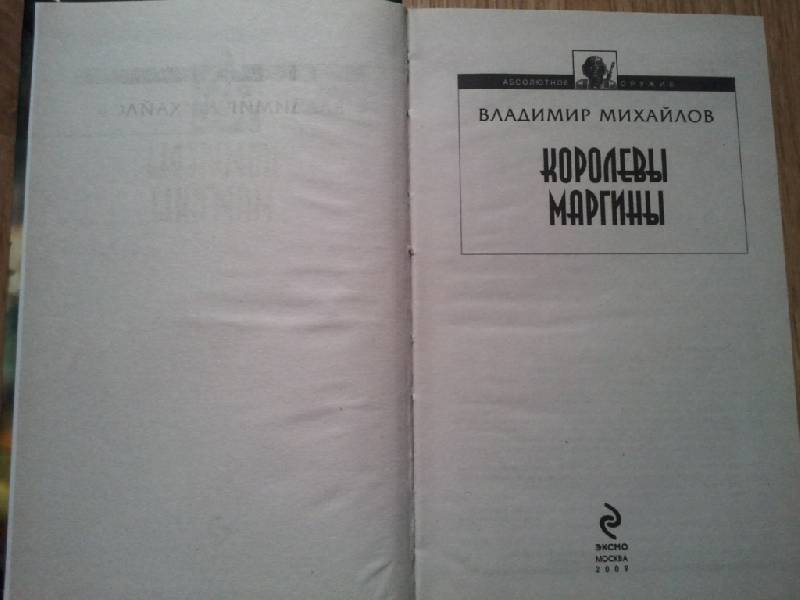 АБСОЛЮТНОЕ ОРУЖИЕ
ВЛАДИМИР МИХАЙЛОВ
КОРОЛЕВЫ
МАРГИНЫ
ЭКСМО
МОСКВА
2009